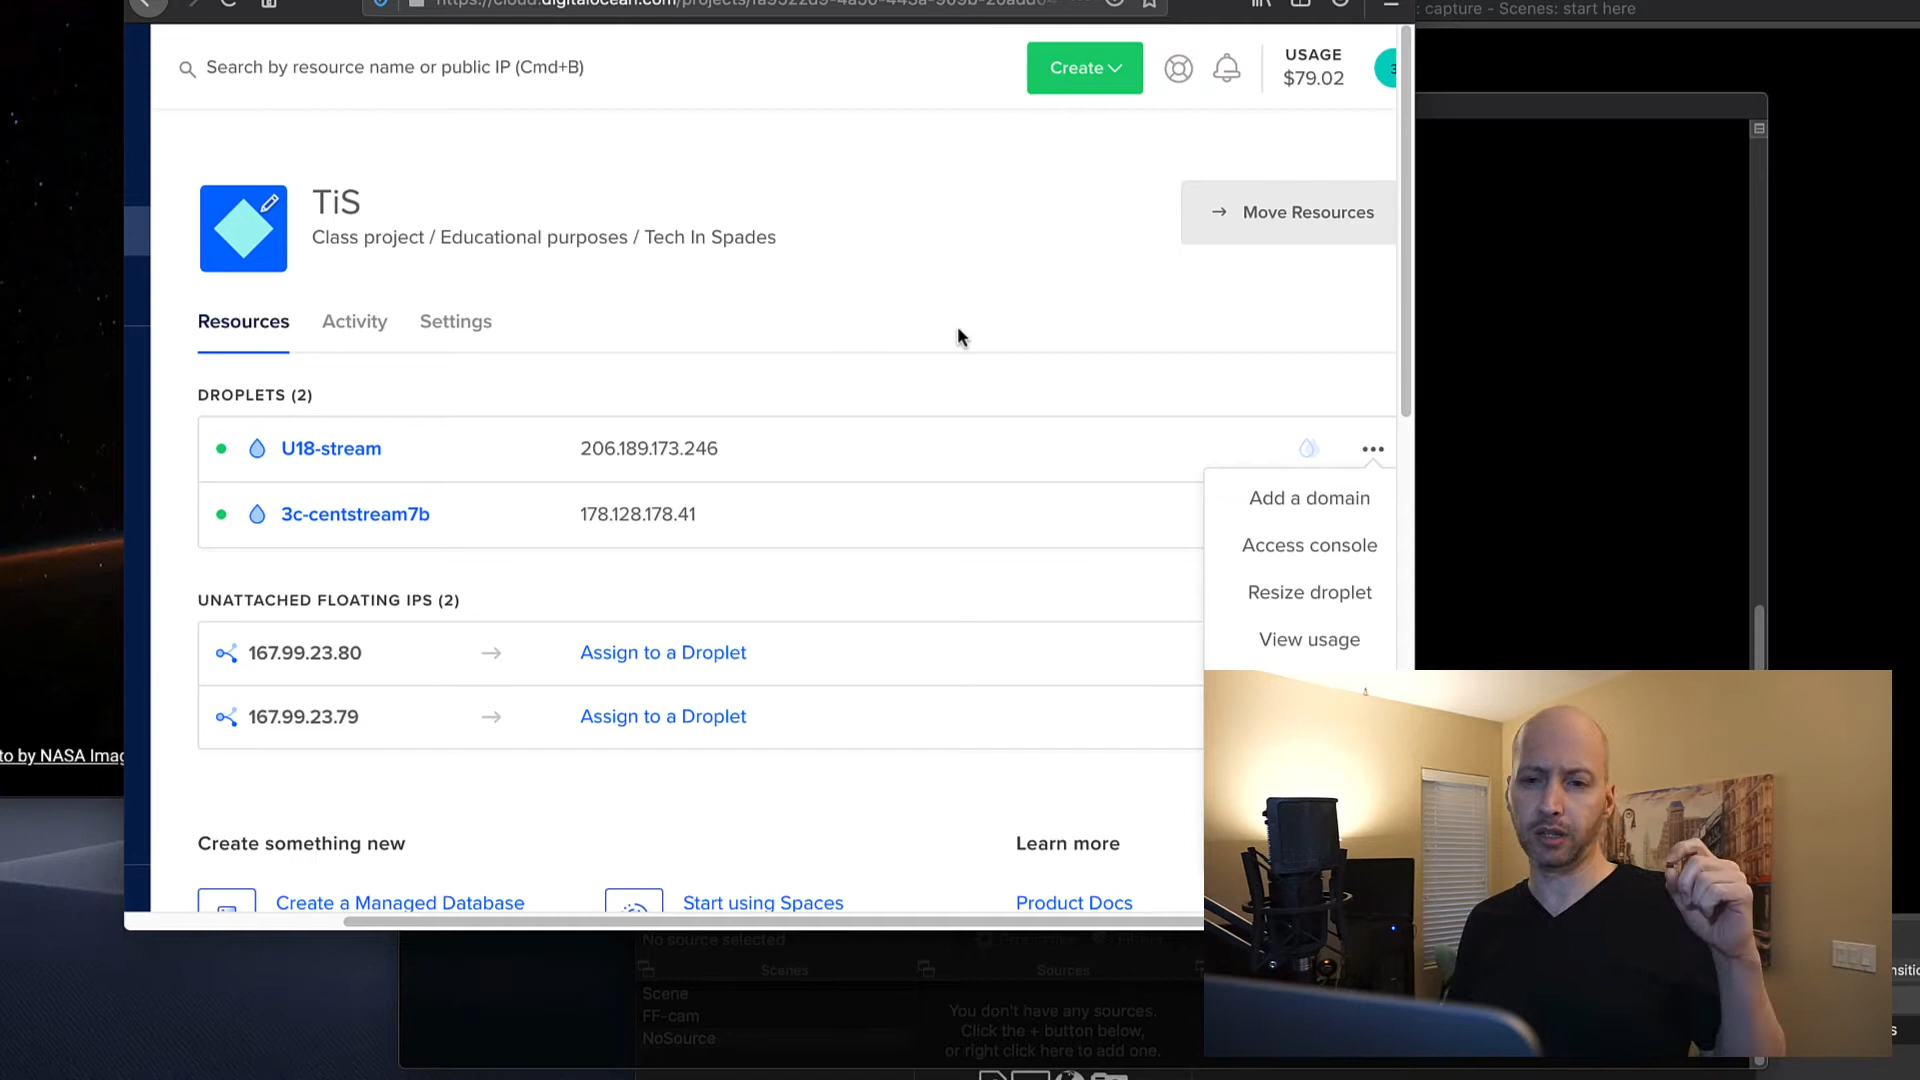 capture - Scenes: start here
Search by resource name or public IP (Cmd+B)
Create
USAGE
$79.02
TiS
Class project / Educational purposes / Tech In Spades
Move Resources
Resources
Activity
Settings
DROPLETS (2)
U18-stream
206.189.173.246
Add a domain
3c-centstream7b
178.128.178.41
Access console
Resize droplet
UNATTACHED FLOATING IPS (2)
View usage
167.99.23.80
Assign to a Droplet
167.99.23.79
Assign to a Droplet
to by NASA Imag
Create something new
Learn more
Create a Managed Database
Start using Spaces
Product Docs
No source selected
Scenes
Sources
Scene
FF-cam
NoSource
You don't have any sources.
Click the + button below,
or right click here to add one.